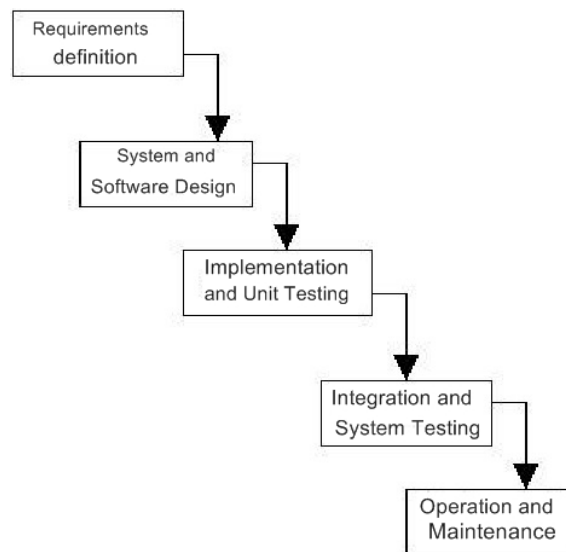 Requirements
definition
System and
Software Design
Implementation
and Unit Testing
Integration and
System Testing
Operation and
Maintenance